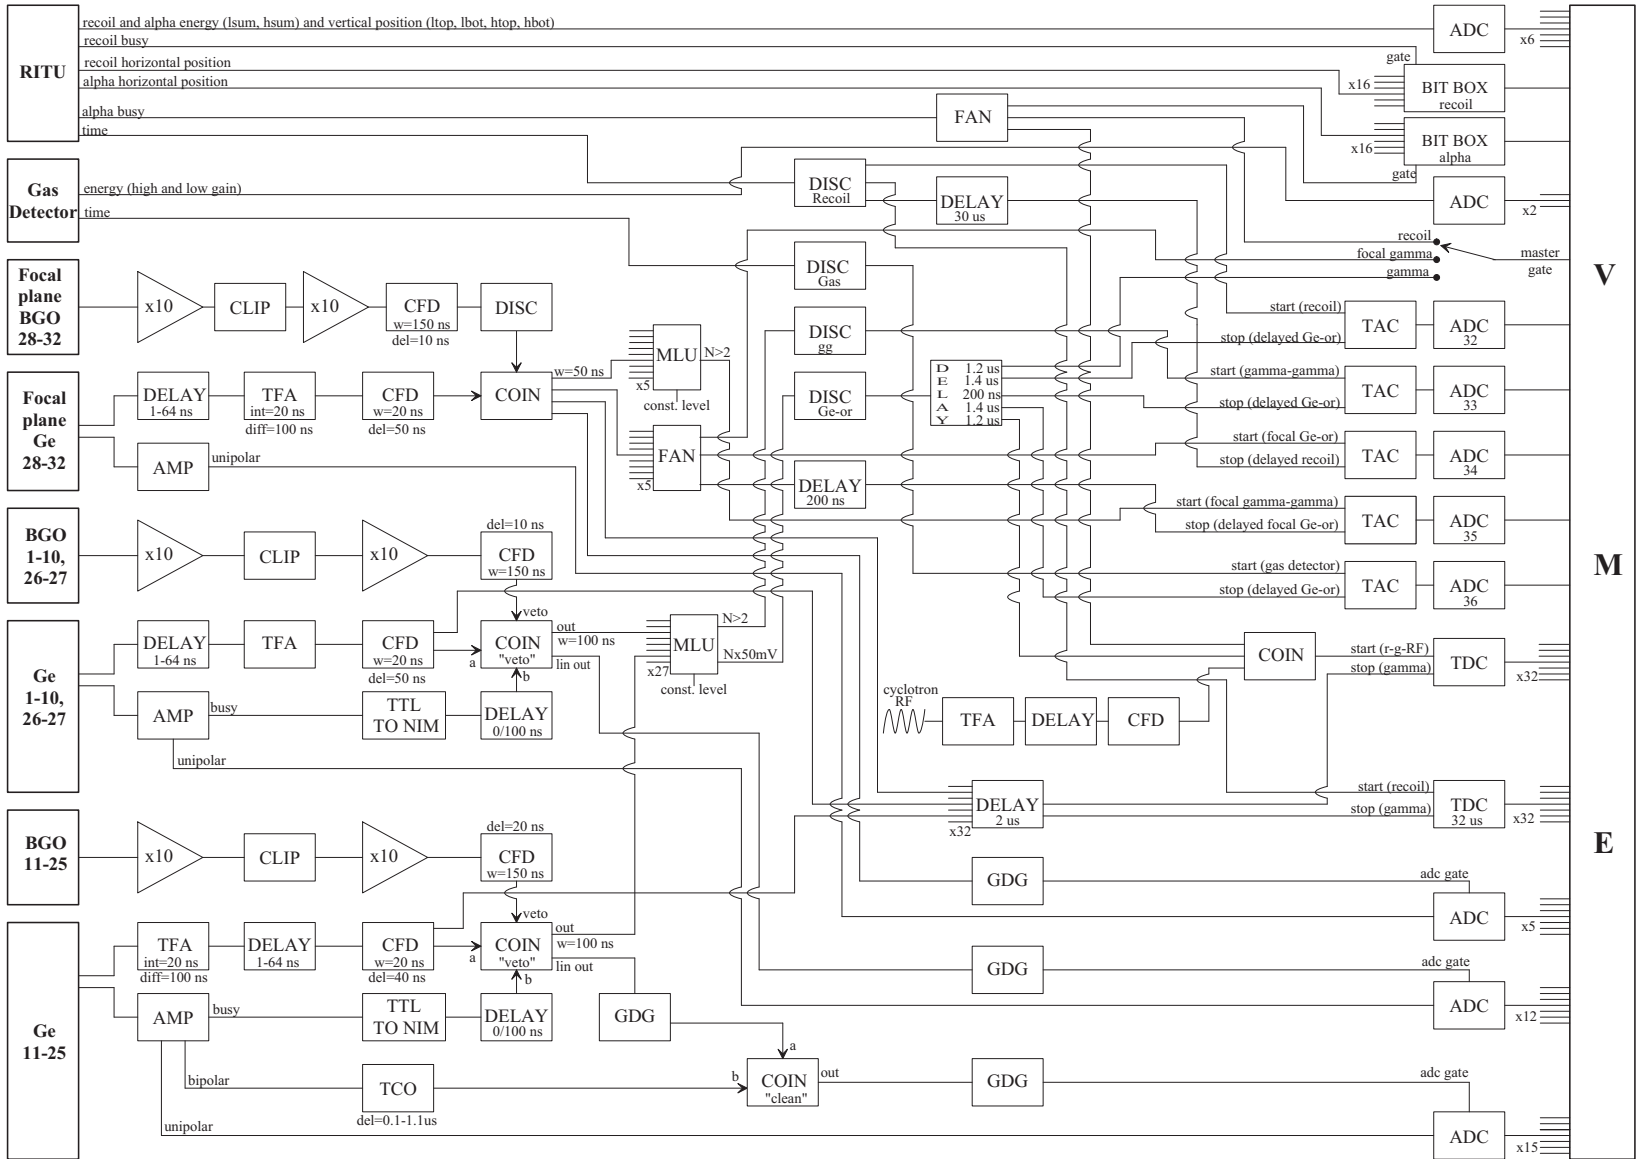 RITU
recoil and alpha energy (lsum, hsum) and vertical position (ltop, lbot, htop, hbot)
recoil busy
recoil horizontal position
alpha horizontal position
alpha busy
time
FAN
ADC
x6
gate
x16
BIT BOX
recoil
BIT BOX
alpha
x16
gate
Gas
Detector
energy (high and low gain)
time
DISC
Recoil
DELAY
30 us
ADC
x2
recoil
focal gamma
gamma
master
gate
V
M
E
Focal
plane
BGO
28-32
x10
CLIP
x10
CFD
w=150 ns
del=10 ns
DISC
DISC
Gas
DISC
gg
DISC
Ge-or
D 1.2 us
E 1.4 us
L 200 ns
A 1.4 us
Y 1.2 us
start (recoil)
stop (delayed Ge-or)
TAC
ADC
32
start (gamma-gamma)
stop (delayed Ge-or)
TAC
ADC
33
start (focal Ge-or)
stop (delayed recoil)
TAC
ADC
34
start (focal gamma-gamma)
stop (delayed focal Ge-or)
TAC
ADC
35
start (gas detector)
stop (delayed Ge-or)
TAC
ADC
36
Focal
plane
Ge
28-32
DELAY
1-64 ns
TFA
int=20 ns
diff=100 ns
CFD
w=20 ns
del=50 ns
COIN
w=50 ns
MLU
N>2
x5
const. level
FAN
x5
DELAY
200 ns
AMP
unipolar
BGO
1-10,
26-27
x10
CLIP
x10
del=10 ns
CFD
w=150 ns
veto
Ge
1-10,
26-27
DELAY
1-64 ns
TFA
CFD
w=20 ns
del=50 ns
a
COIN
"veto"
b
out
w=100 ns
lin out
MLU
N>2
Nx50mV
x27
const. level
AMP
busy
TTL
TO NIM
DELAY
0/100 ns
unipolar
cyclotron
RF
TFA
DELAY
CFD
COIN
start (r-g-RF)
stop (gamma)
TDC
x32
DELAY
2 us
x32
start (recoil)
stop (gamma)
TDC
32 us
x32
BGO
11-25
x10
CLIP
x10
del=20 ns
CFD
w=150 ns
veto
GDG
adc gate
ADC
x5
Ge
11-25
TFA
int=20 ns
diff=100 ns
DELAY
1-64 ns
CFD
w=20 ns
del=40 ns
a
COIN
"veto"
b
out
w=100 ns
lin out
GDG
adc gate
ADC
x12
AMP
busy
TTL
TO NIM
DELAY
0/100 ns
GDG
a
bipolar
TCO
del=0.1-1.1us
b
COIN
"clean"
out
GDG
adc gate
unipolar
ADC
x15